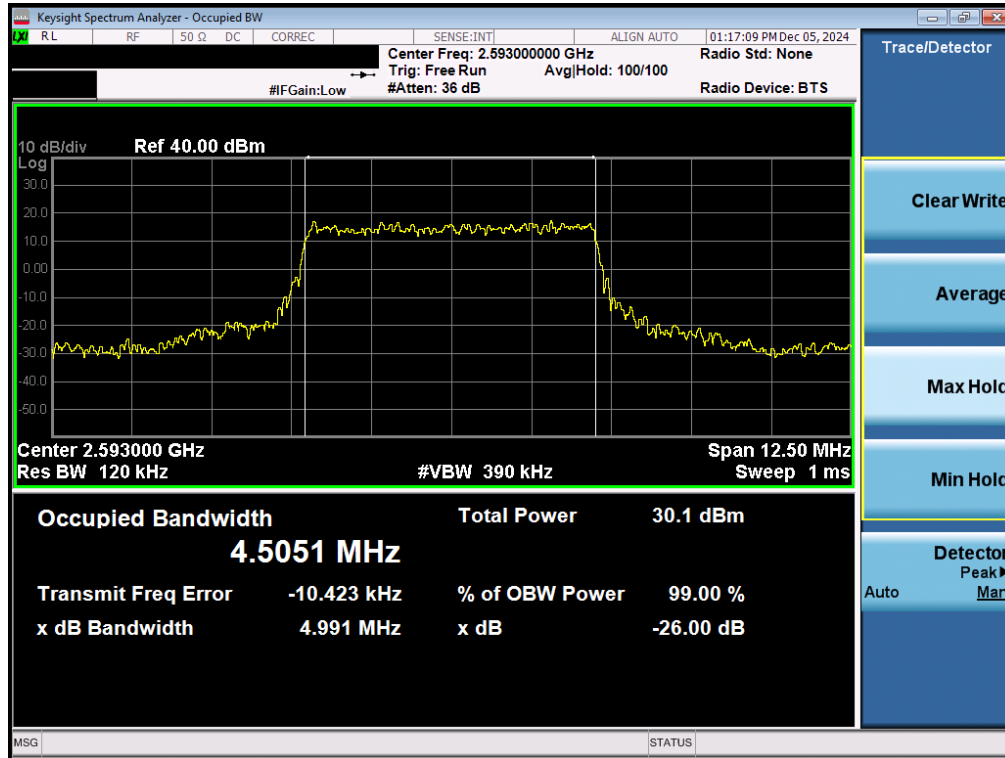 Keysight Spectrum Analyzer - Occupied BW
LXI RL RF 50 Ω DC CORREC SENSE:INT ALIGN AUTO 01:17:09 PM Dec 05, 2024
Center Freq: 2.593000000 GHz Radio Std: None
Trig: Free Run Avg|Hold: 100/100
#IFGain:Low #Atten: 36 dB Radio Device: BTS
10 dB/div Ref 40.00 dBm
Log
30.0
20.0
10.0
0.00
-10.0
-20.0
-30.0
-40.0
-50.0
Center 2.593000 GHz Span 12.50 MHz
Res BW 120 kHz #VBW 390 kHz Sweep 1 ms
Occupied Bandwidth Total Power 30.1 dBm
4.5051 MHz
Transmit Freq Error -10.423 kHz % of OBW Power 99.00 %
x dB Bandwidth 4.991 MHz x dB -26.00 dB
MSG STATUS
Trace/Detector
Clear Write
Average
Max Hold
Min Hold
Detector
Peak▶
Auto Man